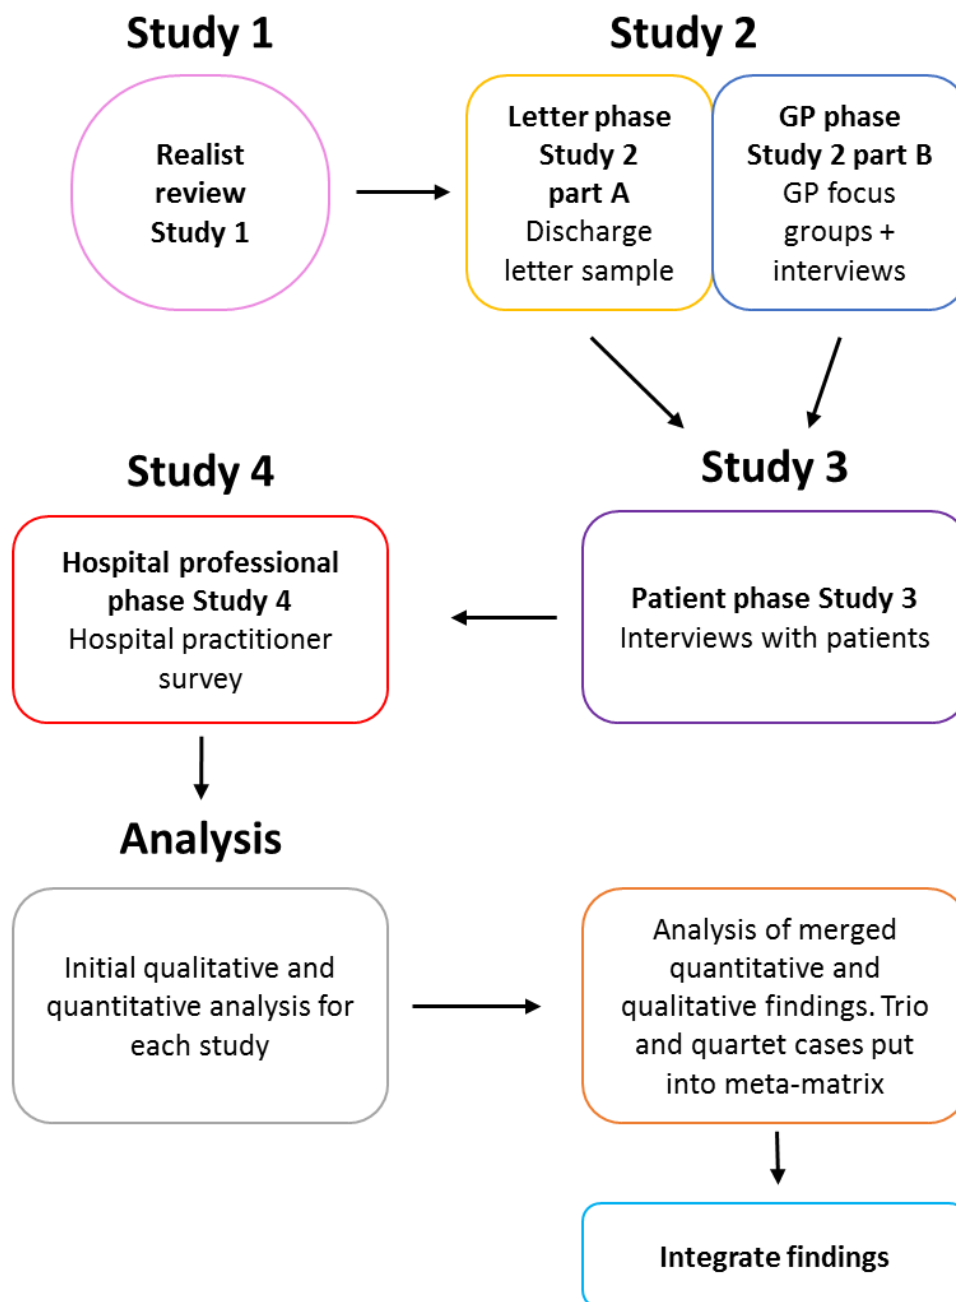 Study 1
Realist
review
Study 1
Study 2
Letter phase
Study 2
part A
Discharge
letter sample
GP phase
Study 2 part B
GP focus
groups +
interviews
Study 3
Patient phase Study 3
Interviews with patients
Study 4
Hospital professional
phase Study 4
Hospital practitioner
survey
Analysis
Initial qualitative and
quantitative analysis for
each study
Analysis of merged
quantitative and
qualitative findings. Trio
and quartet cases put
into meta-matrix
Integrate findings